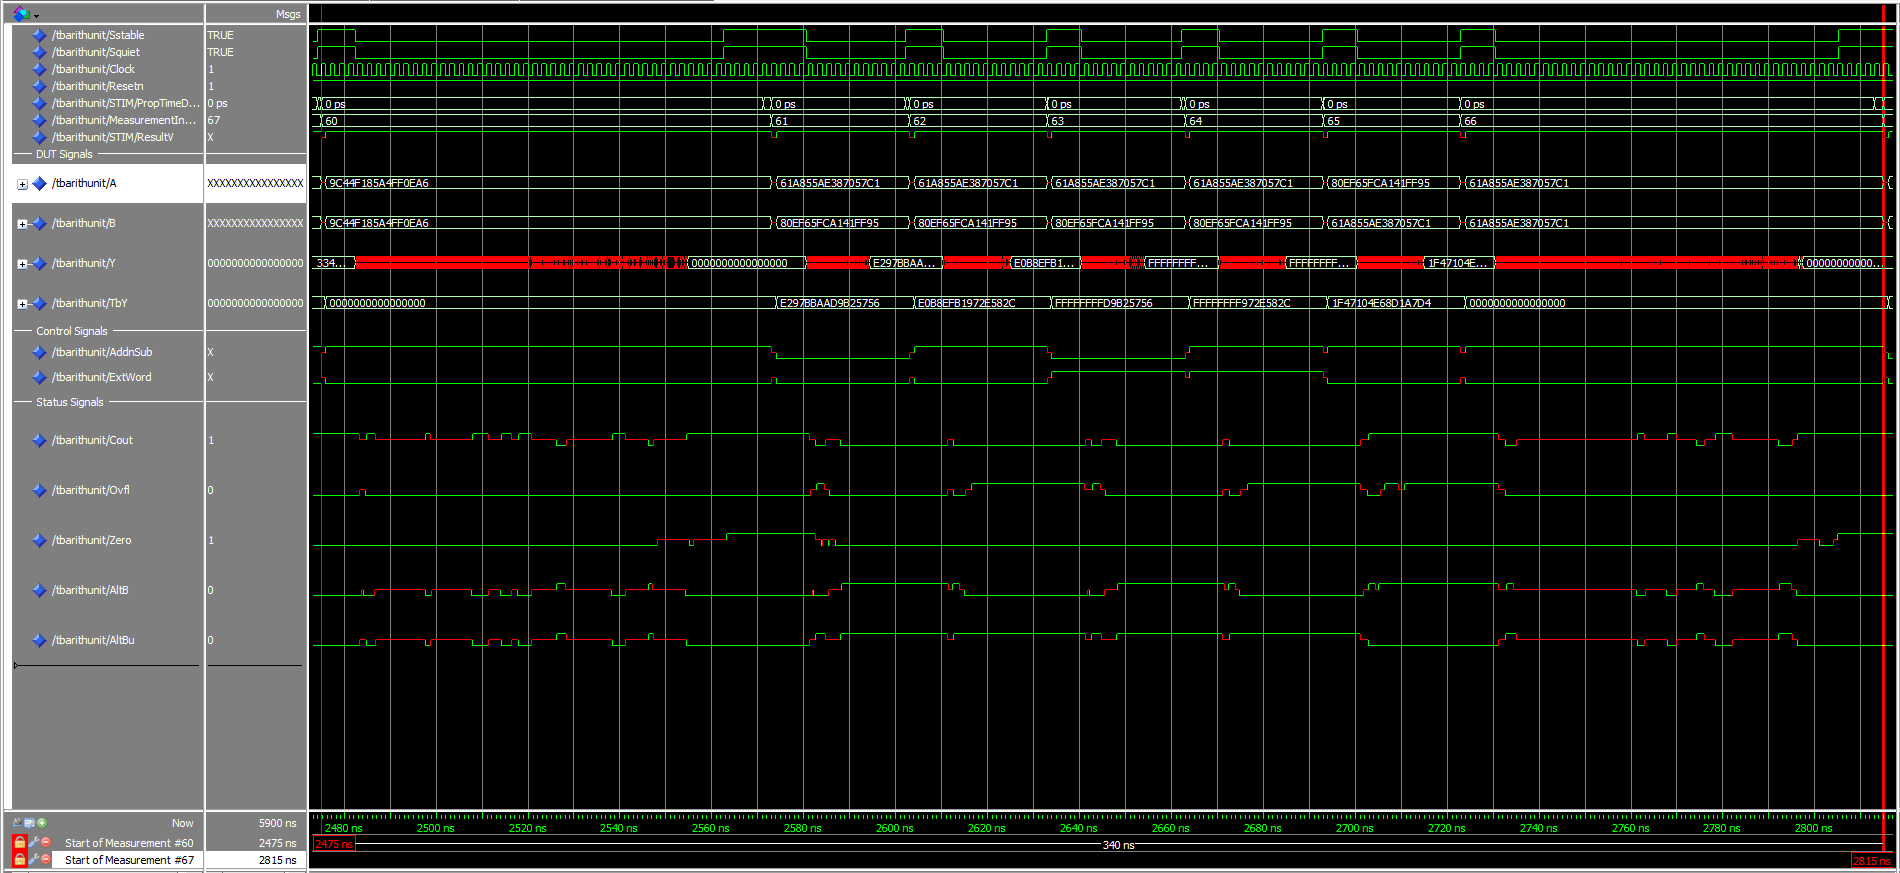 Msgs
/tbarithunit/Sstable TRUE
/tbarithunit/Squiet TRUE
/tbarithunit/Clock 1
/tbarithunit/Resetn 1
/tbarithunit/STIM/PropTimeD... 0 ps 0 ps 0 ps 0 ps 0 ps 0 ps 0 ps 0 ps
/tbarithunit/MeasurementIn... 67 60 61 62 63 64 65 66
/tbarithunit/STIM/ResultV X
DUT Signals
/tbarithunit/A XXXXXXXXXXXXXXXX 9C44F185A4FF0EA6 61A855AE387057C1 61A855AE387057C1 61A855AE387057C1 61A855AE387057C1 80EF65FCA141FF95 61A855AE387057C1
/tbarithunit/B XXXXXXXXXXXXXXXX 9C44F185A4FF0EA6 80EF65FCA141FF95 80EF65FCA141FF95 80EF65FCA141FF95 80EF65FCA141FF95 61A855AE387057C1 61A855AE387057C1
/tbarithunit/Y 0000000000000000 334... 0000000000000000 E297BBAA... E0B8EFB1... FFFFFFFF... FFFFFFFF... 1F47104E... 00000000000...
/tbarithunit/TbY 0000000000000000 0000000000000000 E297BBAAD9B25756 E0B8EFB1972E582C FFFFFFFFD9B25756 FFFFFFFF972E582C 1F47104E68D1A7D4 0000000000000000
Control Signals
/tbarithunit/AddnSub X
/tbarithunit/ExtWord X
Status Signals
/tbarithunit/Cout 1
/tbarithunit/Ovfl 0
/tbarithunit/Zero 1
/tbarithunit/AltB 0
/tbarithunit/AltBu 0
Now 5900 ns 2480 ns 2500 ns 2520 ns 2540 ns 2560 ns 2580 ns 2600 ns 2620 ns 2640 ns 2660 ns 2680 ns 2700 ns 2720 ns 2740 ns 2760 ns 2780 ns 2800 ns
Start of Measurement #60 2475 ns 2475 ns 340 ns
Start of Measurement #67 2815 ns 2815 ns